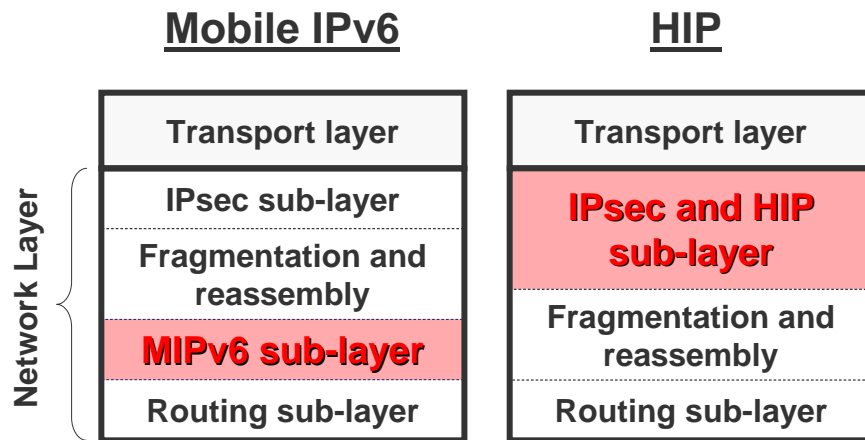 Mobile IPv6
HIP
Network Layer
Transport layer
IPsec sub-layer
Fragmentation and
reassembly
MIPv6 sub-layer
Routing sub-layer
Transport layer
IPsec and HIP
sub-layer
Fragmentation and
reassembly
Routing sub-layer